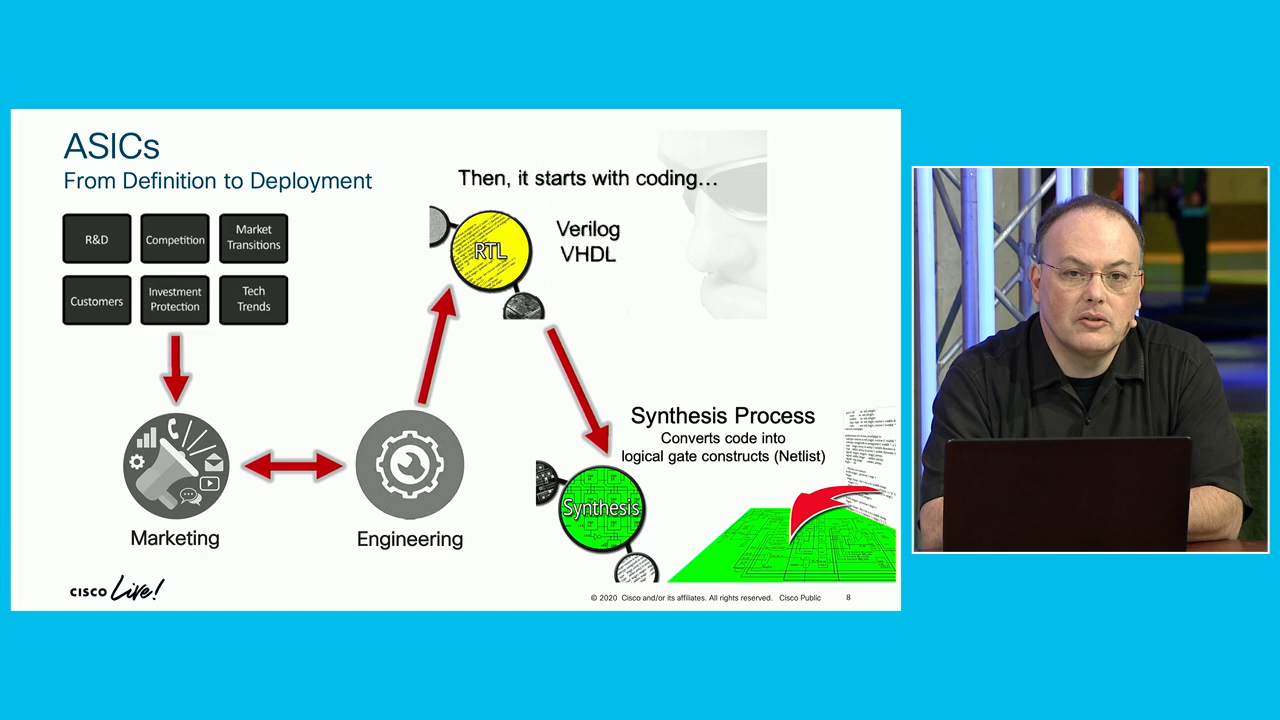 ASICs
From Definition to Deployment
R&D
Competition
Market
Transitions
Customers
Investment
Protection
Tech
Trends
Then, it starts with coding...
RTL
Verilog
VHDL
Synthesis Process
Converts code into
logical gate constructs (Netlist)
Synthesis
Marketing
Engineering
CISCO Live!
© 2020 Cisco and/or its affiliates. All rights reserved. Cisco Public 8